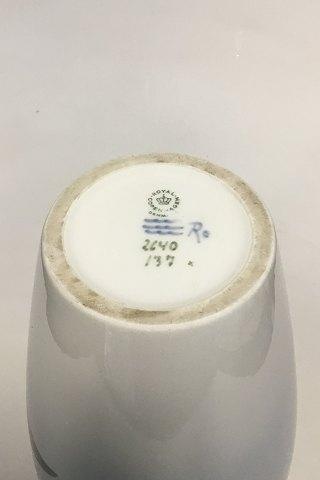 ROYAL
COPENHAGEN
DENMARK
Ro
2640
137 x